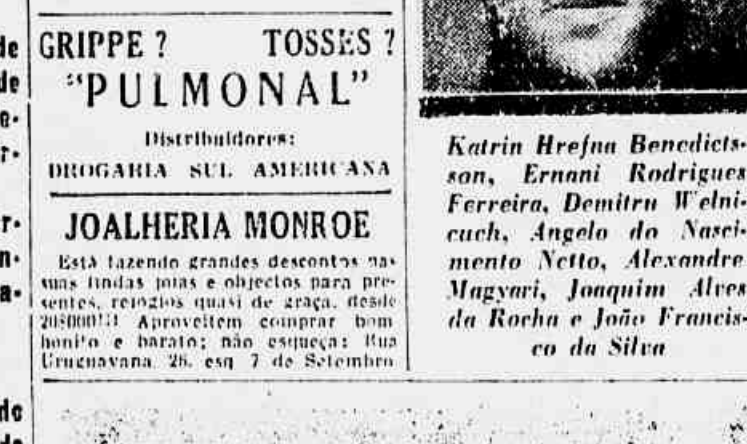 GRIPPE ? TOSSES ?
"PULMONAL"
Distribuidores:
DROGARIA SUL AMERICANA
JOALHERIA MONROE
Está fazendo grandes descontos nas
suas lindas joias e objectos para pre-
sentes, relogios quasi de graça, desde
20$000!!! Aproveitem comprar bom
bonito e barato; não esqueça: Rua
Uruguayana, 26, esq 7 de Setembro
Katrin Hrefna Benedicts-
son, Ernani Rodrigues
Ferreira, Demitru Welni-
cuch, Angelo do Nasci-
mento Netto, Alexandre
Magyari, Joaquim Alves
da Rocha e João Francis-
co da Silva